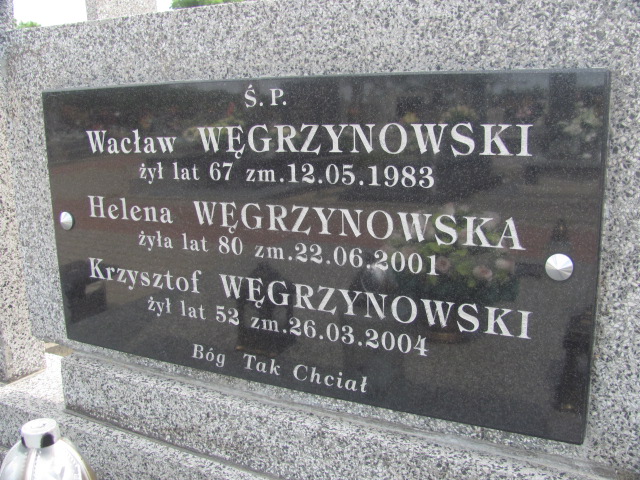 Ś.P.
Wacław WĘGRZYNOWSKI
żył lat 67 zm.12.05.1983
Helena WĘGRZYNOWSKA
żyła lat 80 zm.22.06.2001
Krzysztof WĘGRZYNOWSKI
żył lat 52 zm.26.03.2004
Bóg Tak Chciał